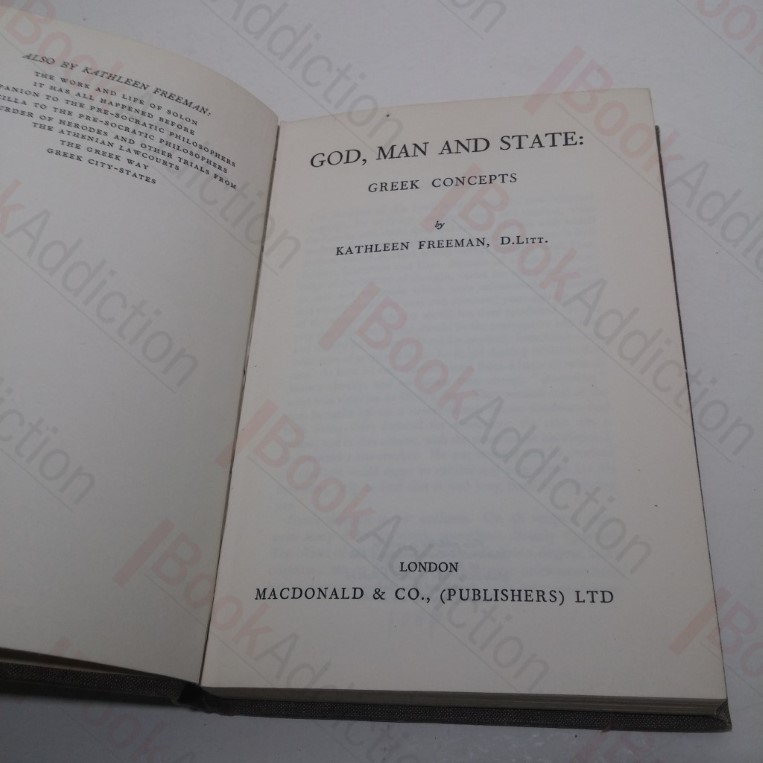 ALSO BY KATHLEEN FREEMAN:
THE WORK AND LIFE OF SOLON
IT HAS ALL HAPPENED BEFORE
PANION TO THE PRE-SOCRATIC PHILOSOPHERS
ILLA TO THE PRE-SOCRATIC PHILOSOPHERS
URDER OF HERODES AND OTHER TRIALS FROM
THE ATHENIAN LAWCOURTS
THE GREEK WAY
GREEK CITY-STATES
GOD, MAN AND STATE:
GREEK CONCEPTS
by
KATHLEEN FREEMAN, D.LITT.
LONDON
MACDONALD & CO., (PUBLISHERS) LTD
BookAddiction